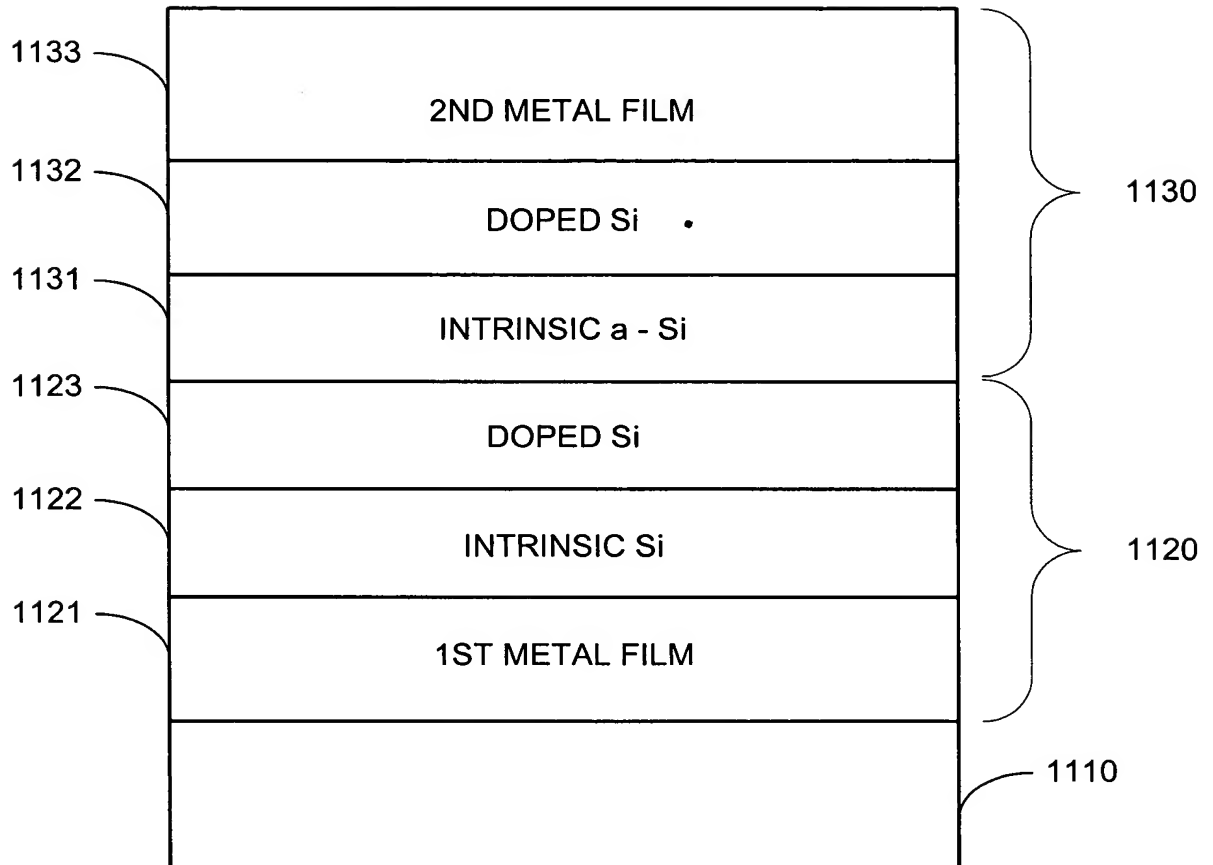 1133
2ND METAL FILM
1132
DOPED Si
1130
1131
INTRINSIC a - Si
1123
DOPED Si
1122
INTRINSIC Si
1120
1121
1ST METAL FILM
1110